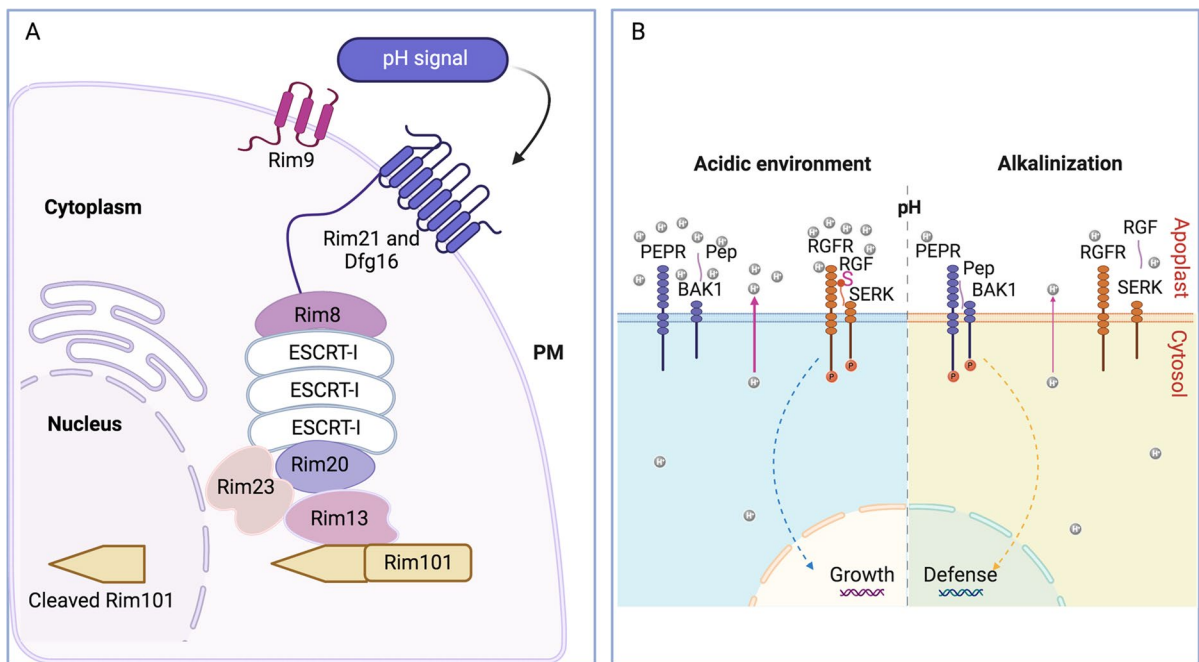 A
pH signal
Rim9
Cytoplasm
Rim21 and
Dfg16
Rim8
ESCRT-I
ESCRT-I
ESCRT-I
PM
Nucleus
Rim20
Rim23
Rim13
Rim101
Cleaved Rim101
B
Acidic environment
Alkalinization
pH
H⁺ H⁺ H⁺ H⁺
PEPR
Pep
H⁺ H⁺ H⁺
BAK1
H⁺ H⁺ H⁺
H⁺
H⁺ H⁺ H⁺ H⁺ H⁺ H⁺
RGFR
RGF
S
SERK
P
P
H⁺
PEPR
Pep
BAK1
P
P
H⁺
H⁺
H⁺
RGFR
RGF
H⁺
SERK
Apoplast
Cytosol
H⁺
H⁺
H⁺
H⁺
Growth
Defense